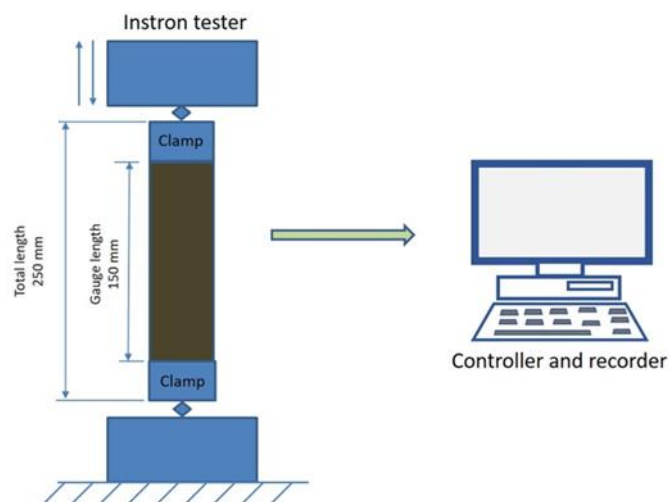 Instron tester
Clamp
Total length
250 mm
Gauge length
150 mm
Clamp
Controller and recorder